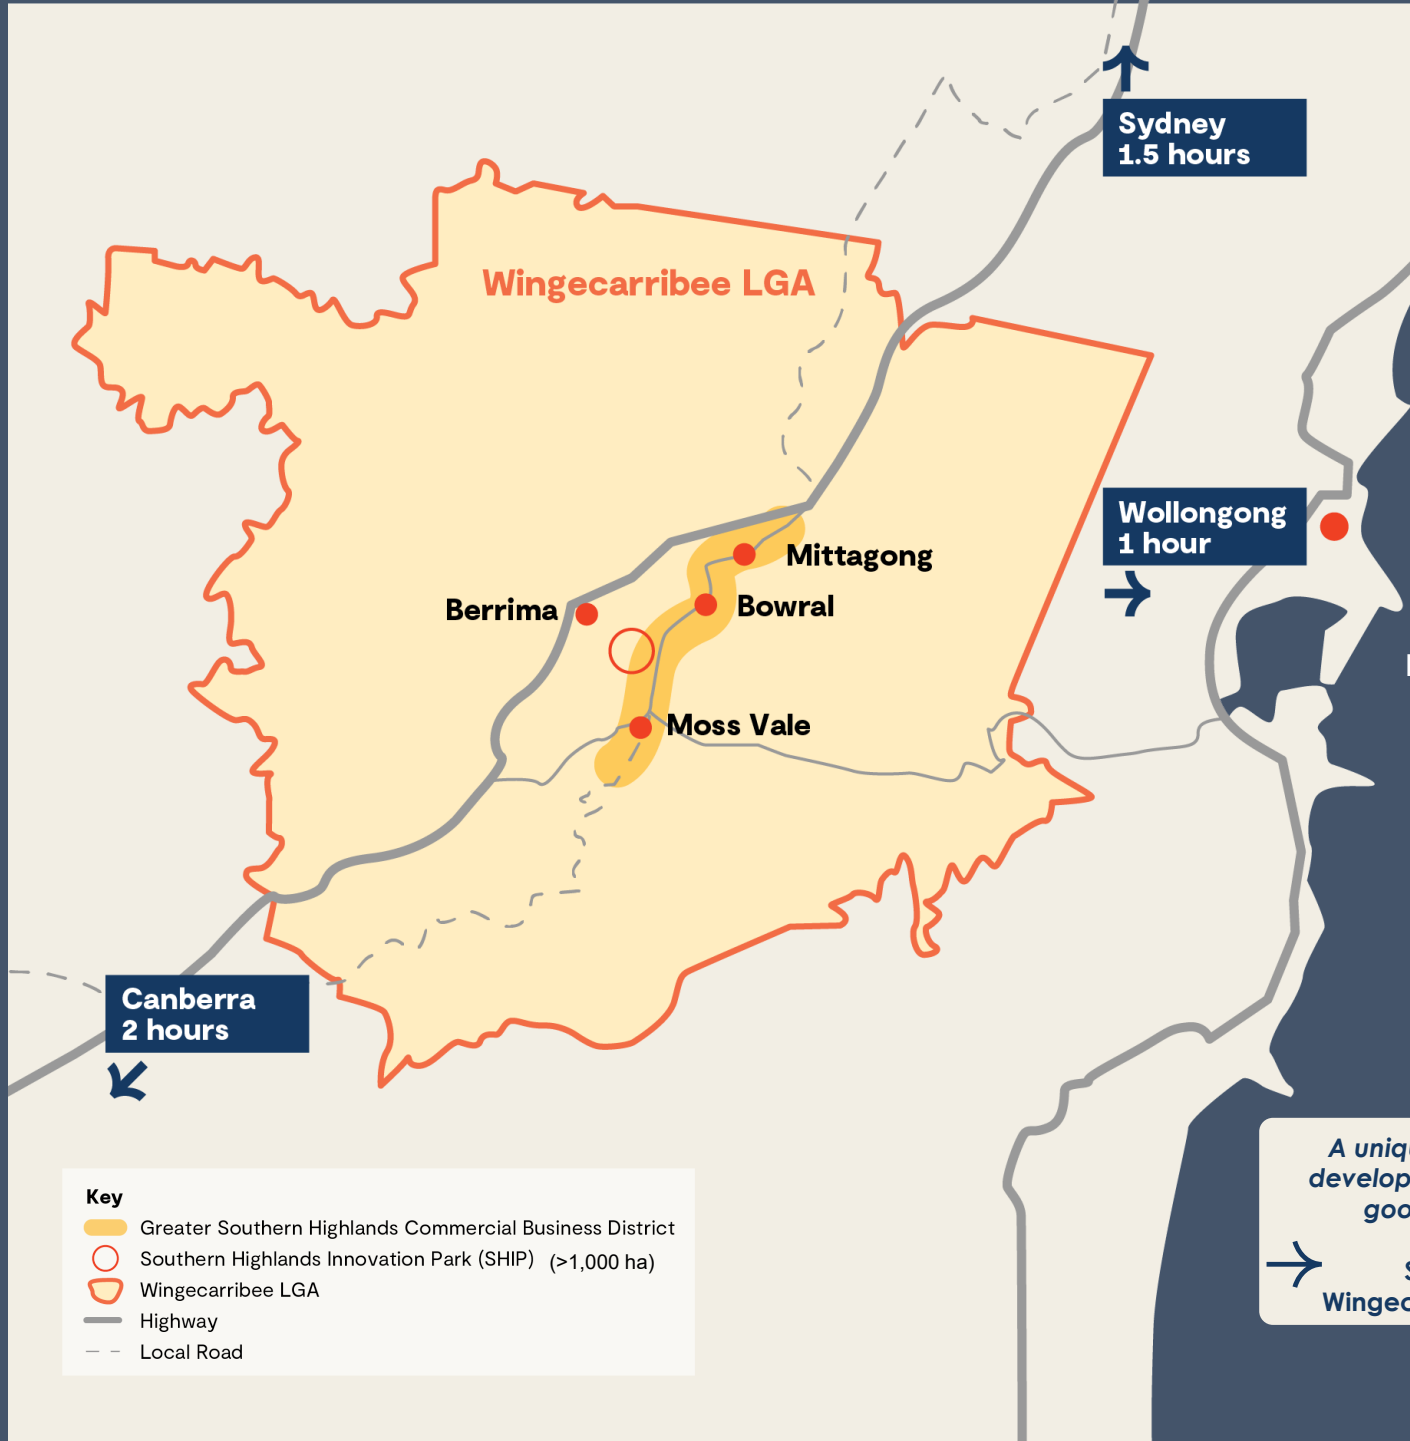 Sydney
1.5 hours
Wingecarribee LGA
Wollongong
1 hour
Mittagong
Bowral
Berrima
Moss Vale
Canberra
2 hours
Key
Greater Southern Highlands Commercial Business District
Southern Highlands Innovation Park (SHIP) (>1,000 ha)
Wingecarribee LGA
Highway
Local Road
A